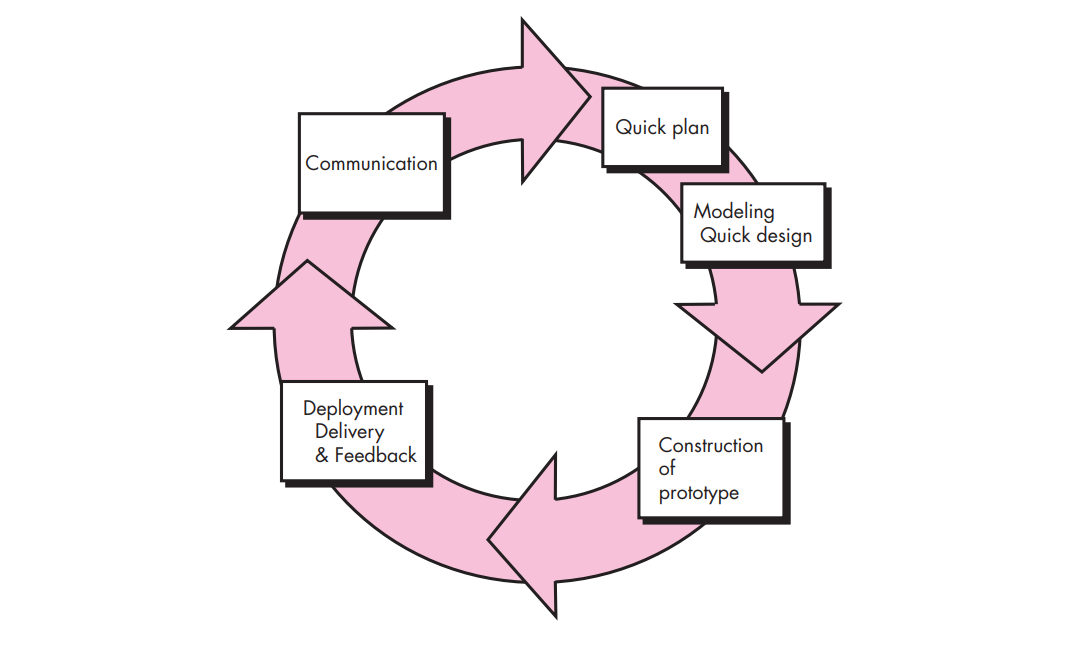 Communication
Quick plan
Modeling
Quick design
Construction
of
prototype
Deployment
Delivery
& Feedback